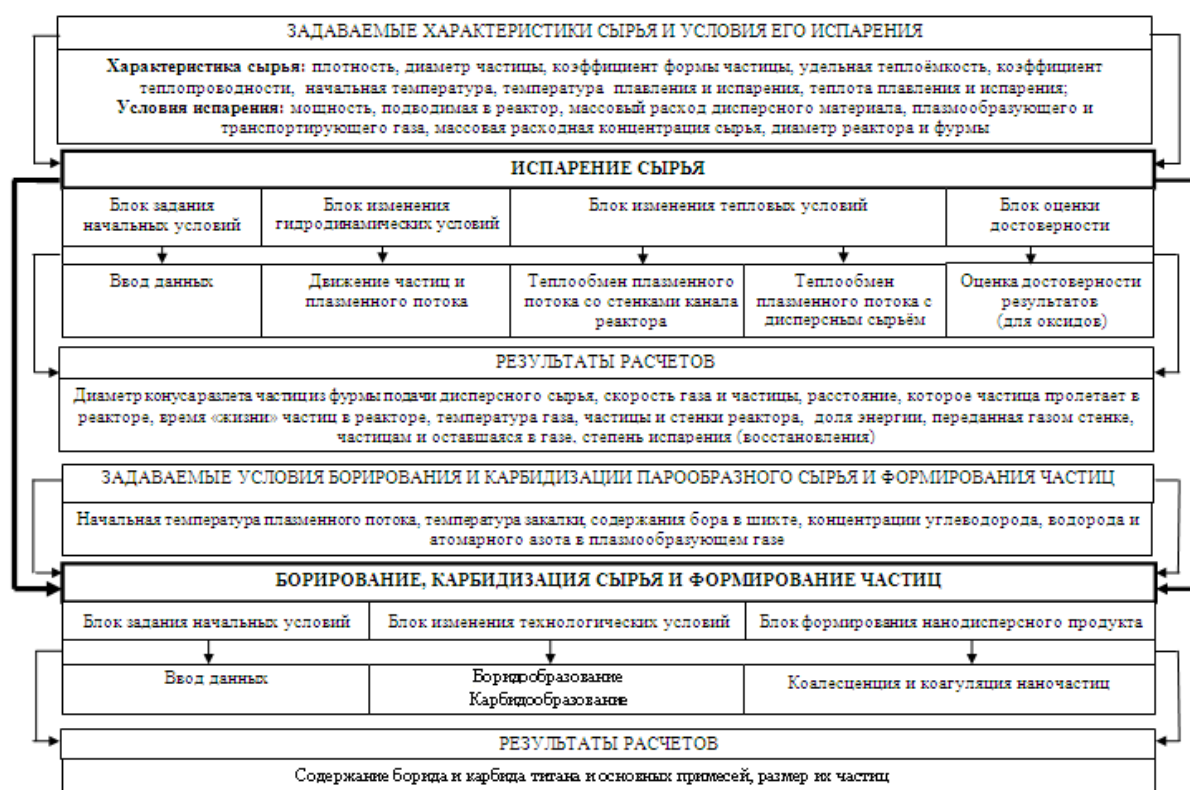 ЗАДАВАЕМЫЕ ХАРАКТЕРИСТИКИ СЫРЬЯ И УСЛОВИЯ ЕГО ИСПАРЕНИЯ
Характеристика сырья: плотность, диаметр частицы, коэффициент формы частицы, удельная теплоёмкость, коэффициент
теплопроводности, начальная температура, температура плавления и испарения, теплота плавления и испарения;
Условия испарения: мощность, подводимая в реактор, массовый расход дисперсного материала, плазмообразующего и
транспортирующего газа, массовая расходная концентрация сырья, диаметр реактора и фурмы
ИСПАРЕНИЕ СЫРЬЯ
Блок задания
начальных условий
Блок изменения
гидродинамических условий
Блок изменения тепловых условий
Блок оценки
достоверности
Ввод данных
Движение частиц и
плазменного потока
Теплообмен плазменного
потока со стенками канала
реактора
Теплообмен
плазменного потока с
дисперсным сырьём
Оценка достоверности
результатов
(для оксидов)
РЕЗУЛЬТАТЫ РАСЧЕТОВ
Диаметр конуса разлета частиц из фурмы подачи дисперсного сырья, скорость газа и частицы, расстояние, которое частица пролетает в
реакторе, время «жизни» частиц в реакторе, температура газа, частицы и стенки реактора, доля энергии, переданная газом стенке,
частицам и оставшаяся в газе, степень испарения (восстановления)
ЗАДАВАЕМЫЕ УСЛОВИЯ БОРИРОВАНИЯ И КАРБИДИЗАЦИИ ПАРООБРАЗНОГО СЫРЬЯ И ФОРМИРОВАНИЯ ЧАСТИЦ
Начальная температура плазменного потока, температура закалки, содержания бора в шихте, концентрации углеводорода, водорода и
атомарного азота в плазмообразующем газе
БОРИРОВАНИЕ, КАРБИДИЗАЦИЯ СЫРЬЯ И ФОРМИРОВАНИЕ ЧАСТИЦ
Блок задания начальных условий
Блок изменения технологических условий
Блок формирования нанодисперсного продукта
Ввод данных
Боридообразование
Карбидообразование
Коалесценция и коагуляция наночастиц
РЕЗУЛЬТАТЫ РАСЧЕТОВ
Содержание борида и карбида титана и основных примесей, размер их частиц